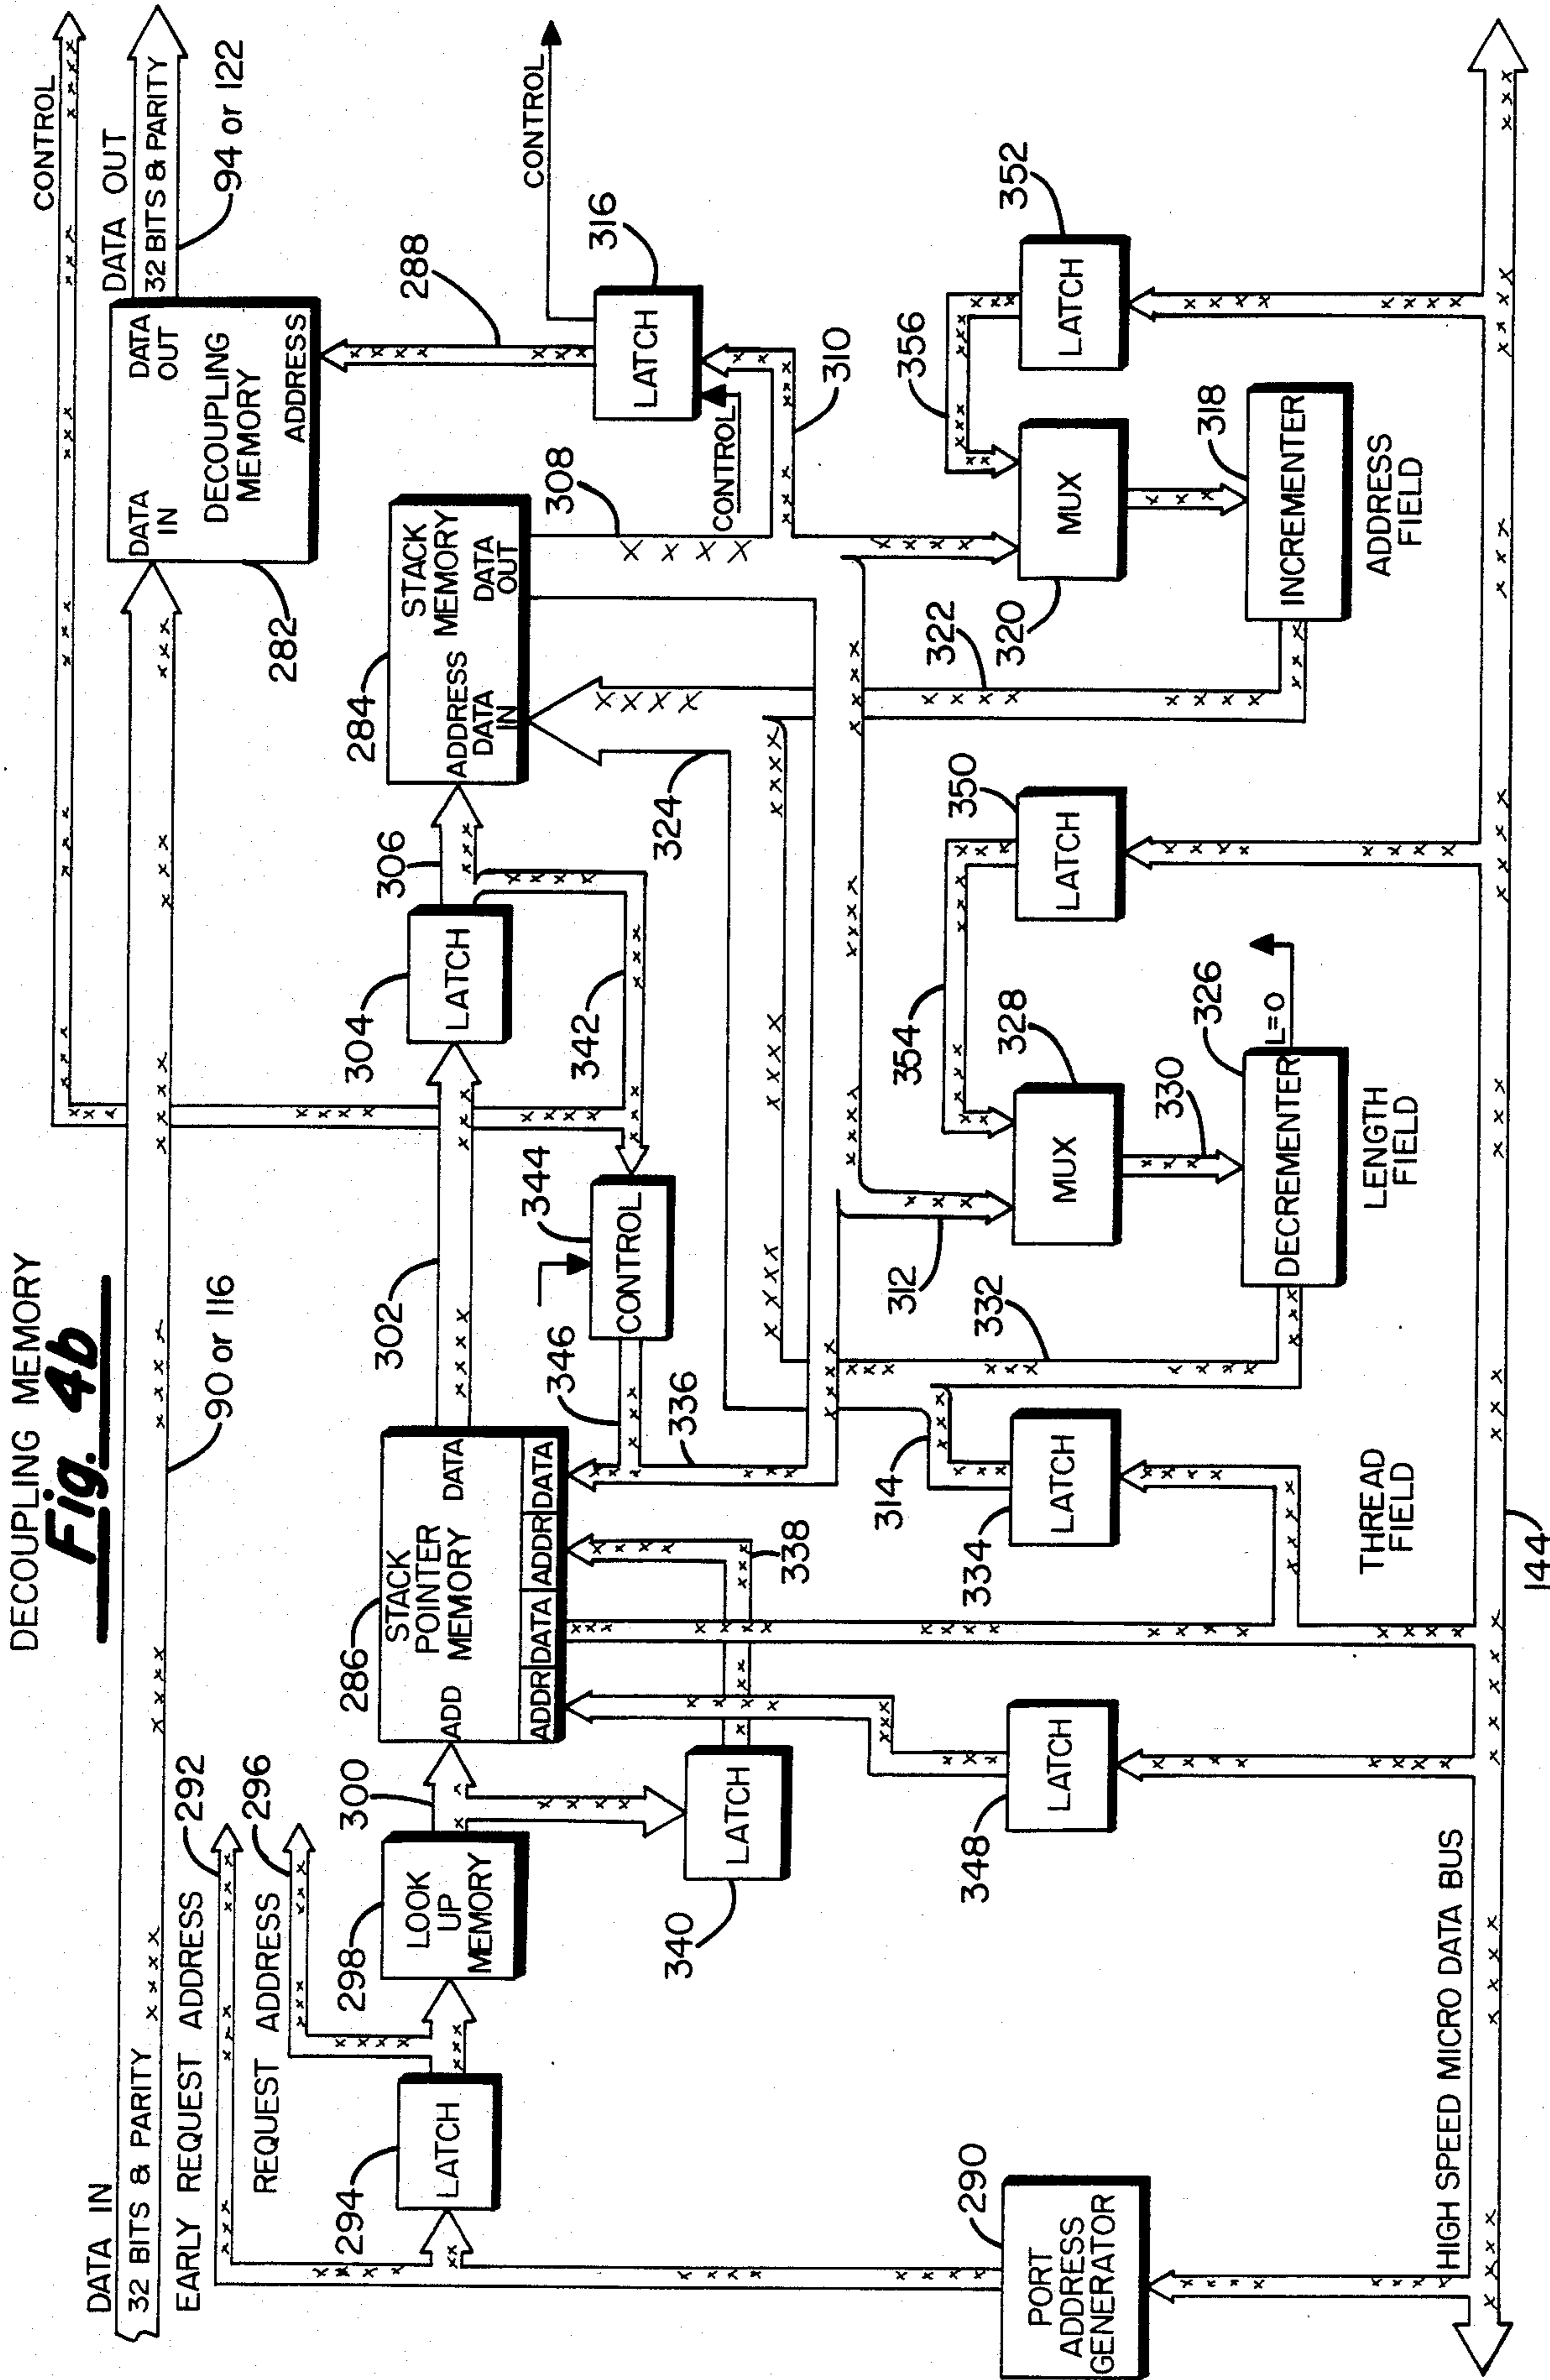 DECOUPLING MEMORY
Fig. 4b
DATA IN
32 BITS & PARITY
90 or 116
CONTROL
DATA OUT
32 BITS & PARITY
94 or 122
EARLY REQUEST ADDRESS
292
REQUEST ADDRESS
296
294
LATCH
298
LOOK
UP
MEMORY
300
340
LATCH
338
286
STACK
POINTER
ADD MEMORY DATA
ADDR DATA ADDR DATA
302
304
LATCH
306
342
344
CONTROL
346
336
284
STACK
MEMORY
ADDRESS
DATA
IN
DATA
OUT
308
324
282
DATA
IN
DATA
OUT
DECOUPLING
MEMORY
ADDRESS
288
316
LATCH
CONTROL
CONTROL
310
290
PORT
ADDRESS
GENERATOR
348
LATCH
314
334
LATCH
THREAD
FIELD
312
332
354
328
MUX
330
326
DECREMENTER
L=0
LENGTH
FIELD
350
LATCH
322
320
MUX
356
352
LATCH
318
INCREMENTER
ADDRESS
FIELD
HIGH SPEED MICRO DATA BUS
144